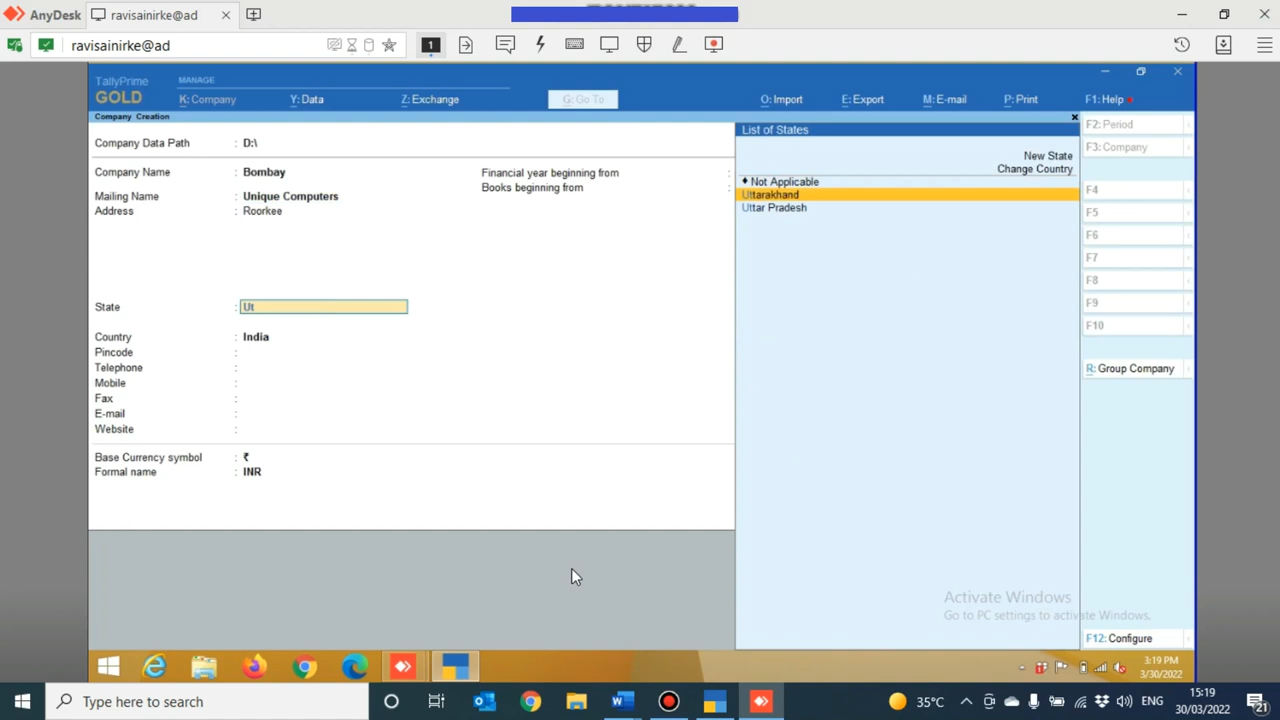 AnyDesk
ravisainirke@ad
ravisainirke@ad
1
TallyPrime
GOLD
MANAGE
K: Company
Y: Data
Z: Exchange
G: Go To
O: Import
E: Export
M: E-mail
P: Print
F1: Help
Company Creation
Company Data Path : D:\
Company Name : Bombay
Mailing Name : Unique Computers
Address : Roorkee
Financial year beginning from :
Books beginning from :
State : Ut
Country : India
Pincode :
Telephone :
Mobile :
Fax :
E-mail :
Website :
Base Currency symbol : ₹
Formal name : INR
List of States
New State
Change Country
♦ Not Applicable
Uttarakhand
Uttar Pradesh
F2: Period
F3: Company
F4
F5
F6
F7
F8
F9
F10
R: Group Company
F12: Configure
Activate Windows
Go to PC settings to activate Windows.
3:19 PM
3/30/2022
Type here to search
35°C
ENG
15:19
30/03/2022
21